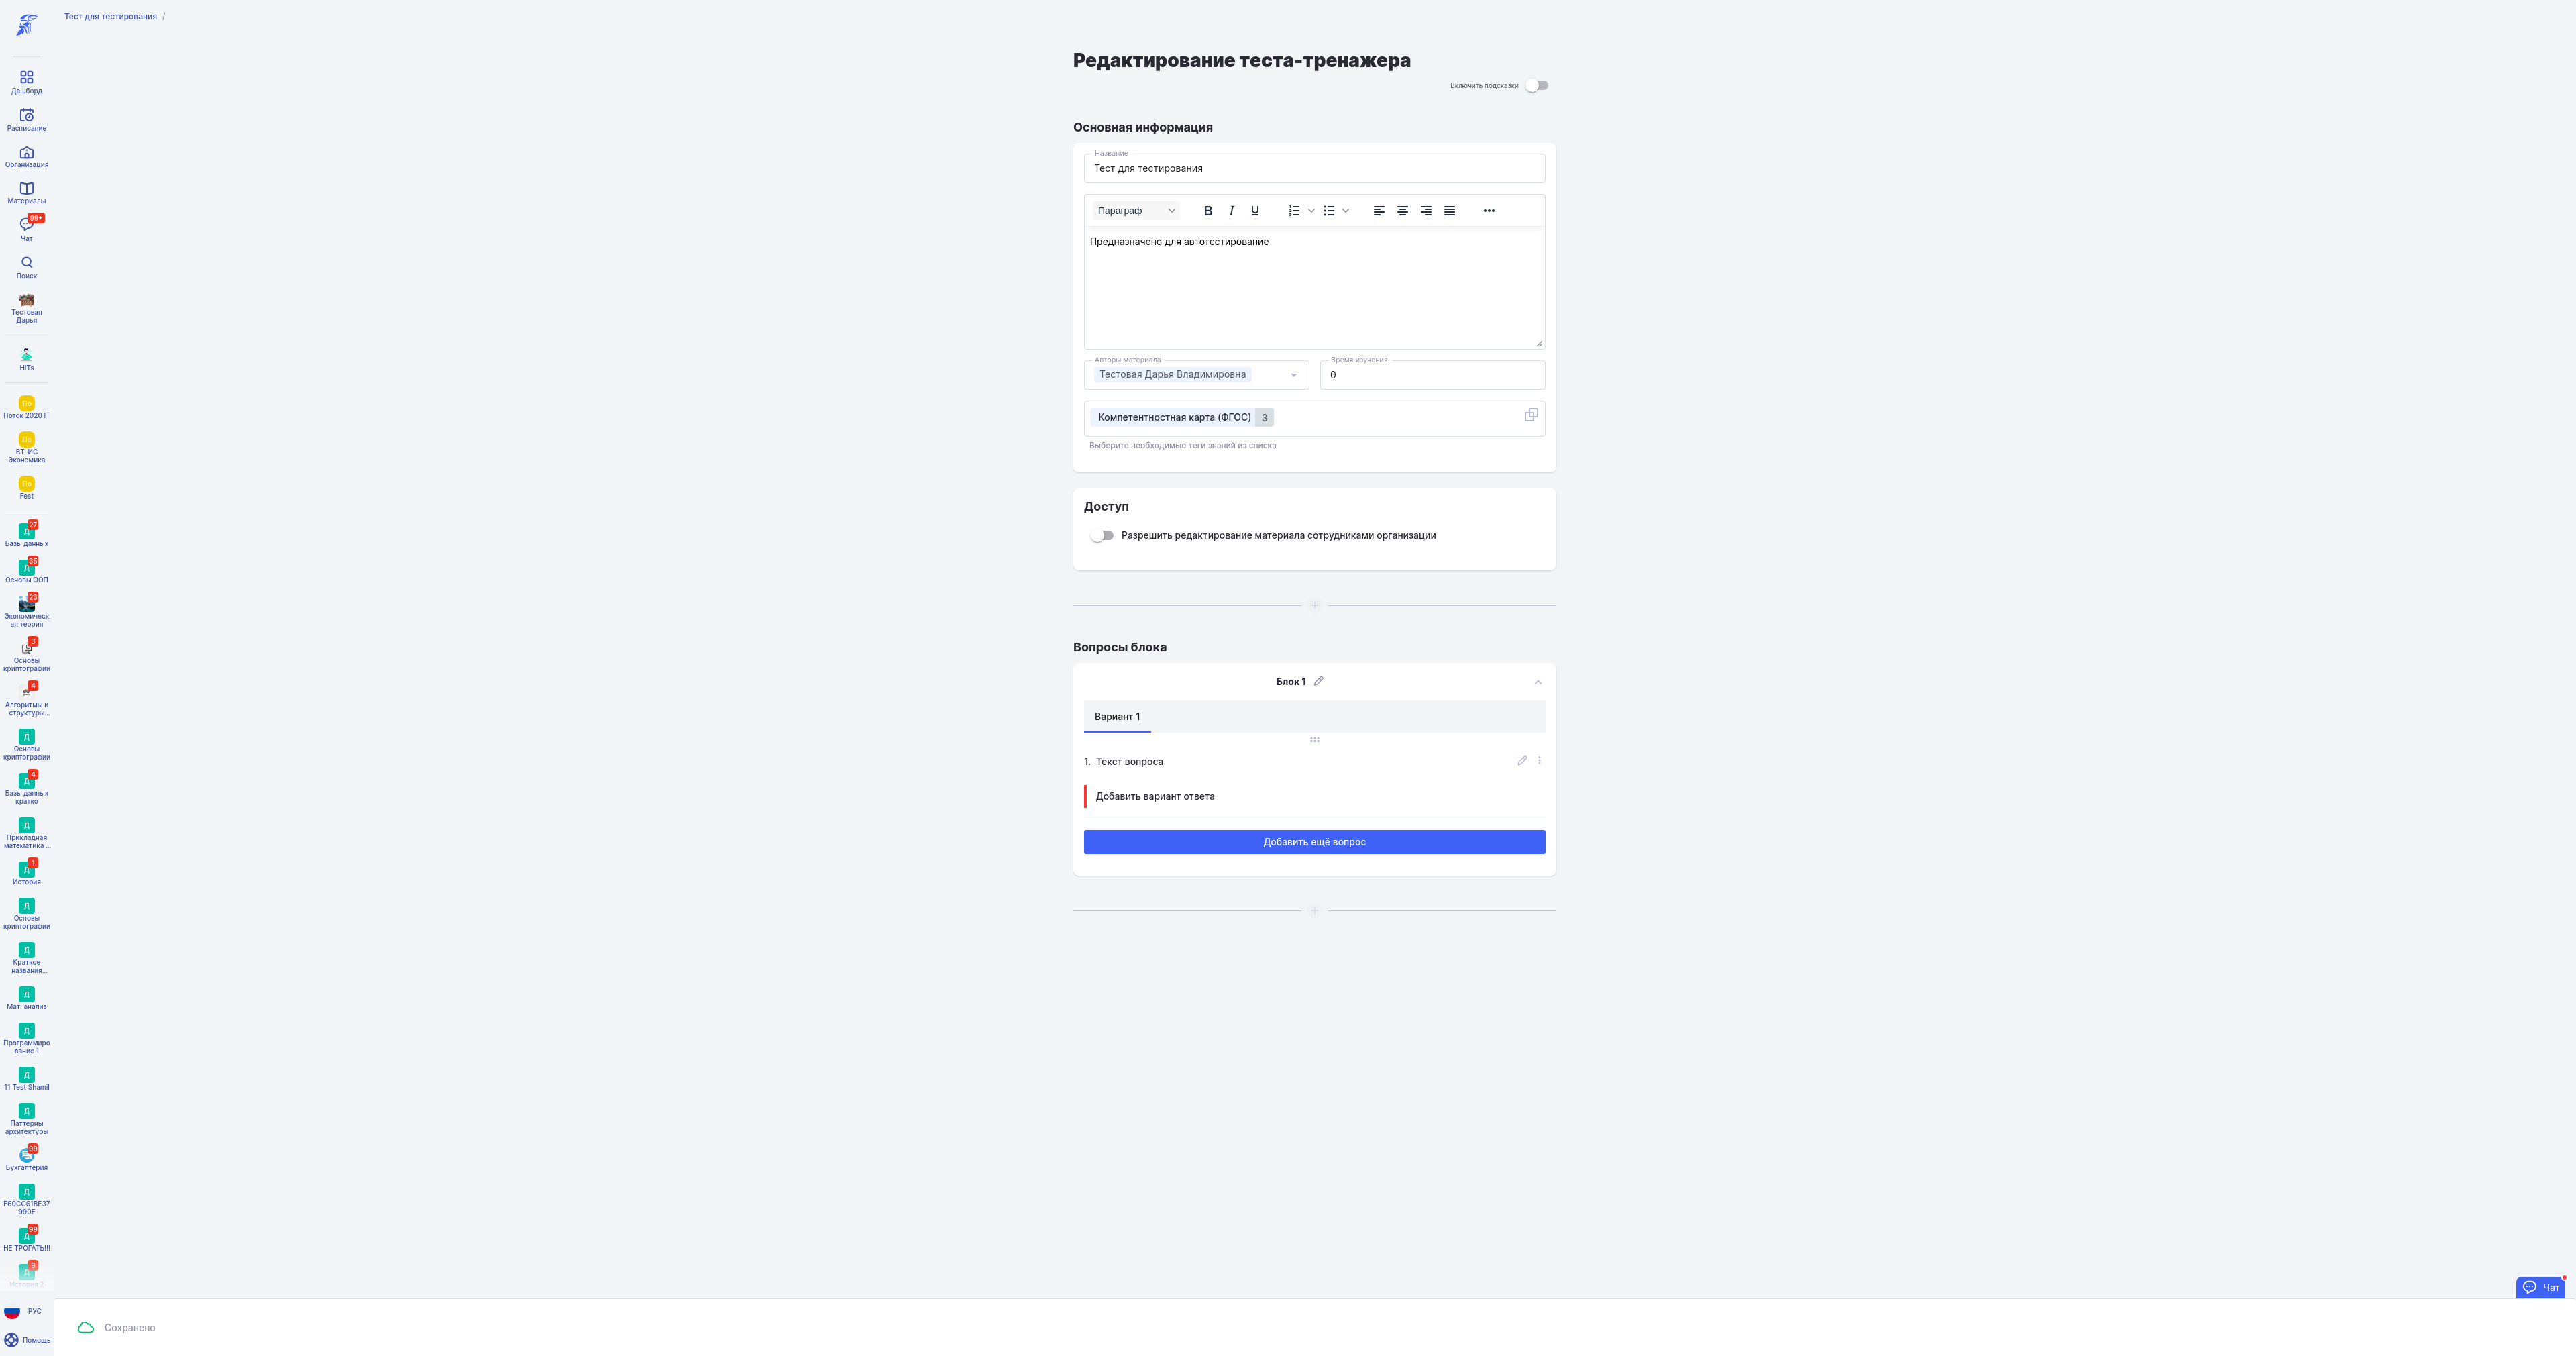 Тест для тестирования /
Дашборд
Расписание
Организация
Материалы
99+
Чат
Поиск
Тестовая
Дарья
HITs
По
Поток 2020 IT
По
ВТ-ИС
Экономика
По
Fest
27
Д
Базы данных
35
Д
Основы ООП
23
Экономическ
ая теория
3
Основы
криптографии
4
Алгоритмы и
структуры...
Д
Основы
криптографии
4
Д
Базы данных
кратко
Д
Прикладная
математика ...
1
Д
История
Д
Основы
криптографии
Д
Краткое
названия...
Д
Мат. анализ
Д
Программиро
вание 1
Д
11 Test Shamil
Д
Паттерны
архитектуры
99
Бухгалтерия
Д
F60CC61BE37
990F
99
Д
НЕ ТРОГАТЬ!!!
9
Д
История 2
РУС
Помощь
Редактирование теста-тренажера
Включить подсказки
Основная информация
Название
Тест для тестирования
Параграф
B I U
Предназначено для автотестирование
Авторы материала
Тестовая Дарья Владимировна
Время изучения
0
Компетентностная карта (ФГОС) 3
Выберите необходимые теги знаний из списка
Доступ
Разрешить редактирование материала сотрудниками организации
Вопросы блока
Блок 1
Вариант 1
1. Текст вопроса
Добавить вариант ответа
Добавить ещё вопрос
Чат
Сохранено